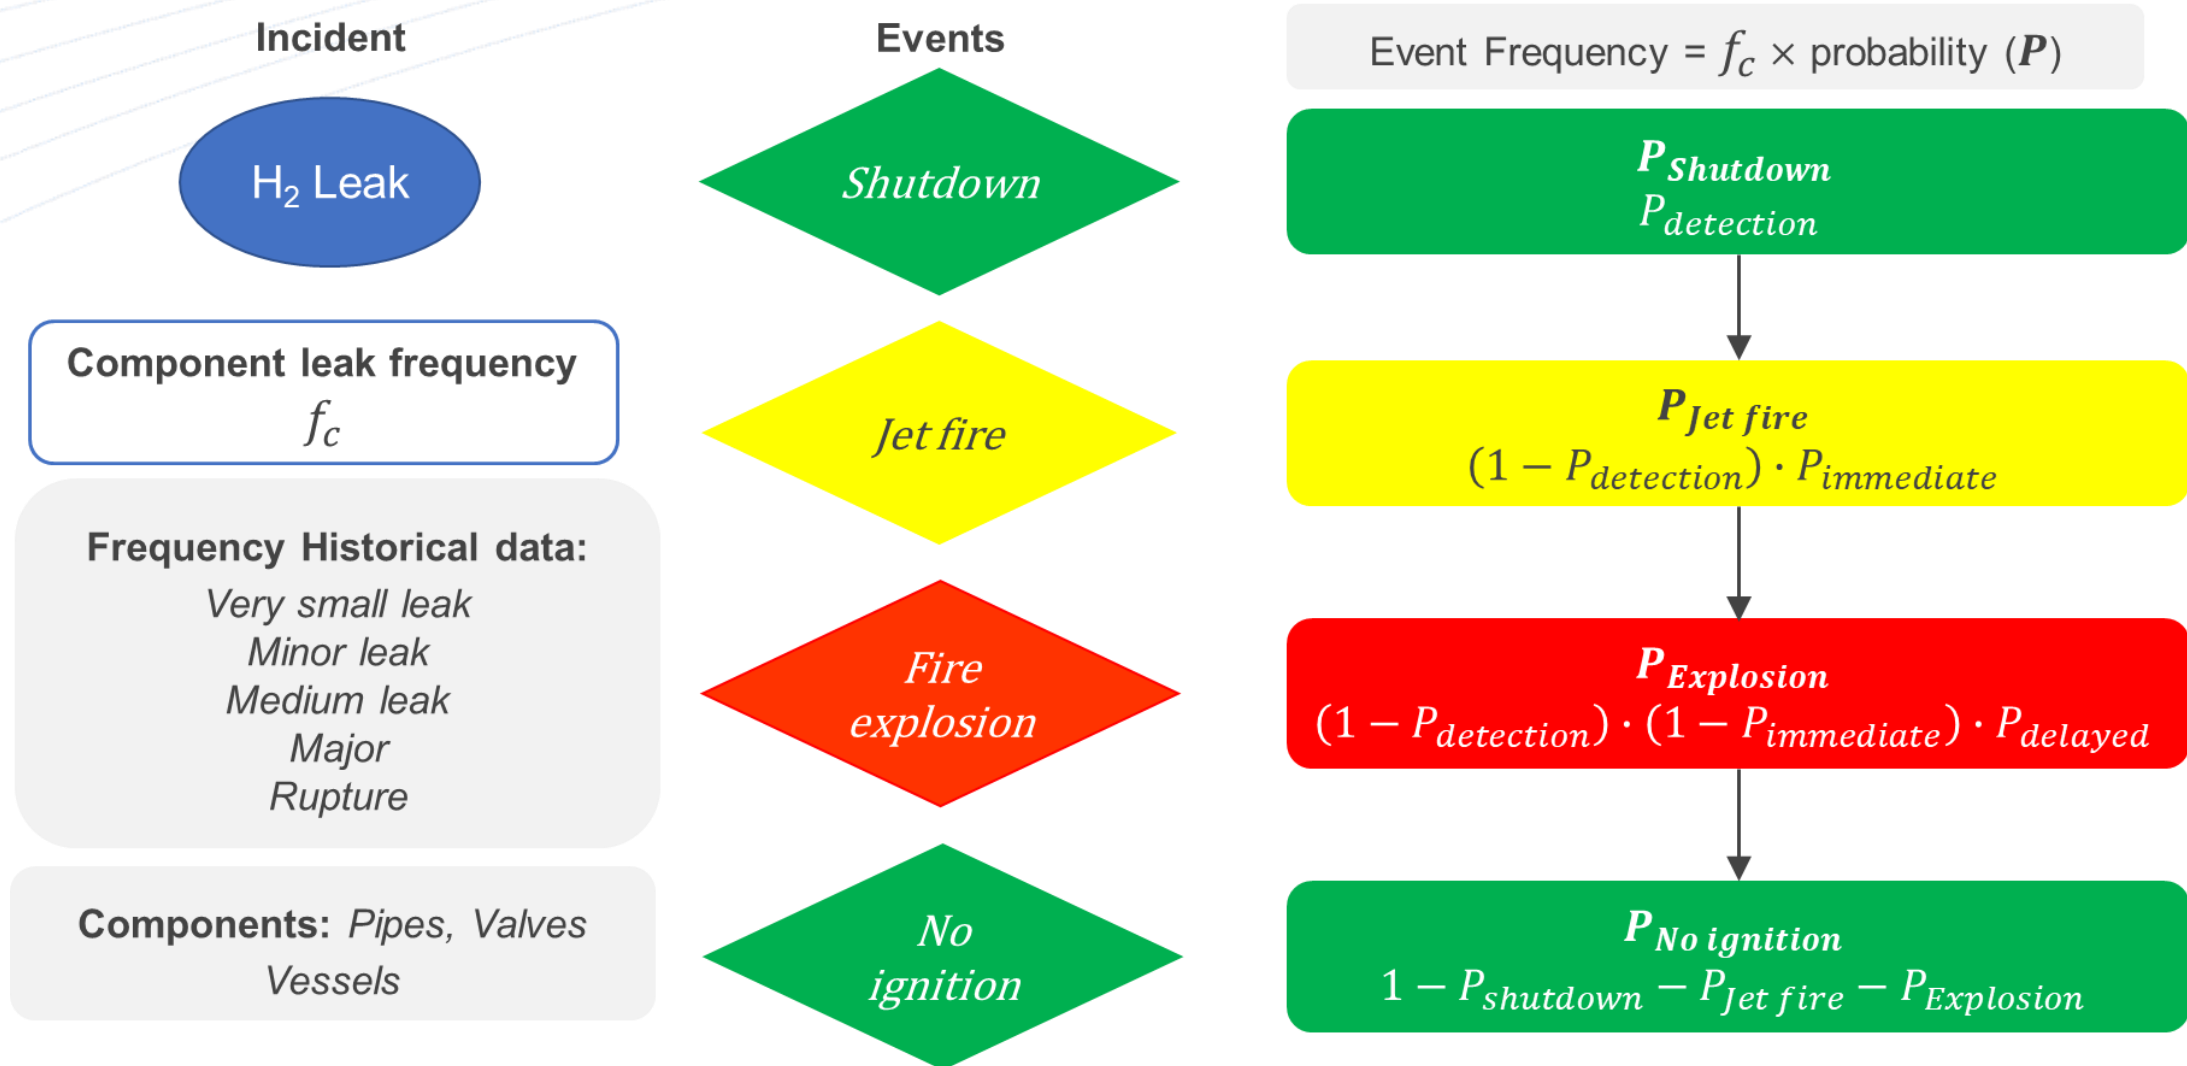 Incident
H₂ Leak
Component leak frequency
f_c
Frequency Historical data:
Very small leak
Minor leak
Medium leak
Major
Rupture
Components: Pipes, Valves
Vessels
Events
Shutdown
Jet fire
Fire
explosion
No
ignition
Event Frequency = f_c × probability (P)
P_Shutdown
P_detection
P_Jet fire
(1 − P_detection) · P_immediate
P_Explosion
(1 − P_detection) · (1 − P_immediate) · P_delayed
P_No ignition
1 − P_shutdown − P_Jet fire − P_Explosion